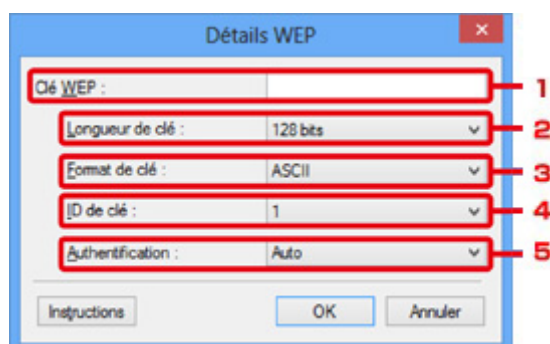 Détails WEP
Clé WEP : 1
Longueur de clé : 128 bits 2
Format de clé : ASCII 3
ID de clé : 1 4
Authentification : Auto 5
Instructions OK Annuler